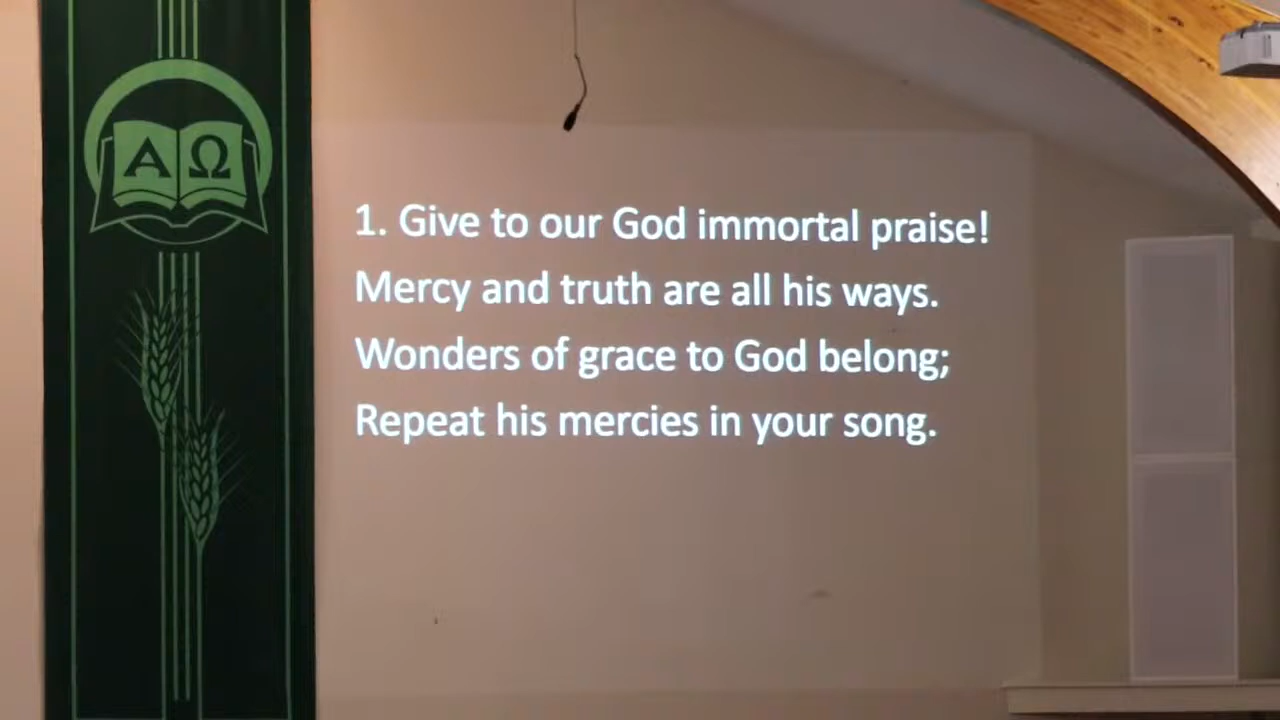 Α Ω
1. Give to our God immortal praise!
Mercy and truth are all his ways.
Wonders of grace to God belong;
Repeat his mercies in your song.